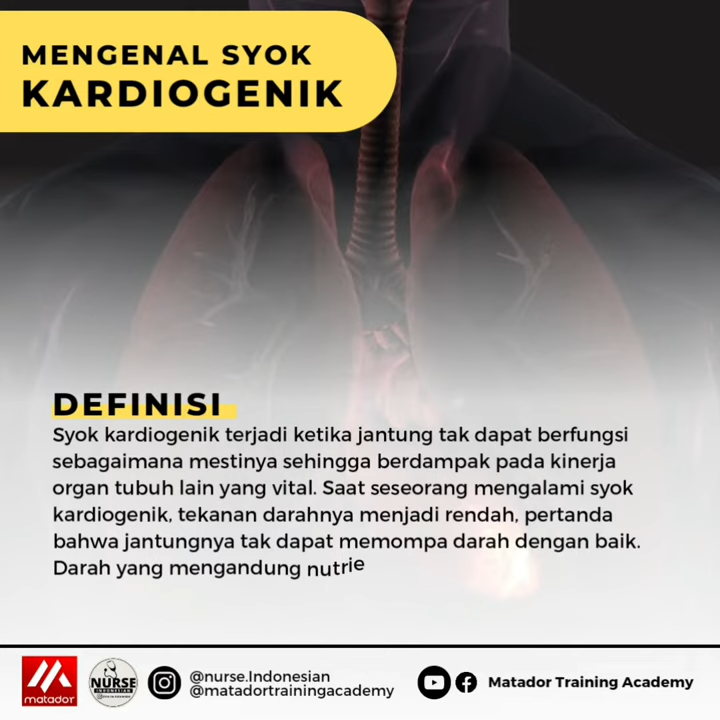 MENGENAL SYOK
KARDIOGENIK
DEFINISI
Syok kardiogenik terjadi ketika jantung tak dapat berfungsi
sebagaimana mestinya sehingga berdampak pada kinerja
organ tubuh lain yang vital. Saat seseorang mengalami syok
kardiogenik, tekanan darahnya menjadi rendah, pertanda
bahwa jantungnya tak dapat memompa darah dengan baik.
Darah yang mengandung nutrie
matador
NURSE
INDONESIAN
@nurse.Indonesian
@matadortrainingacademy
Matador Training Academy